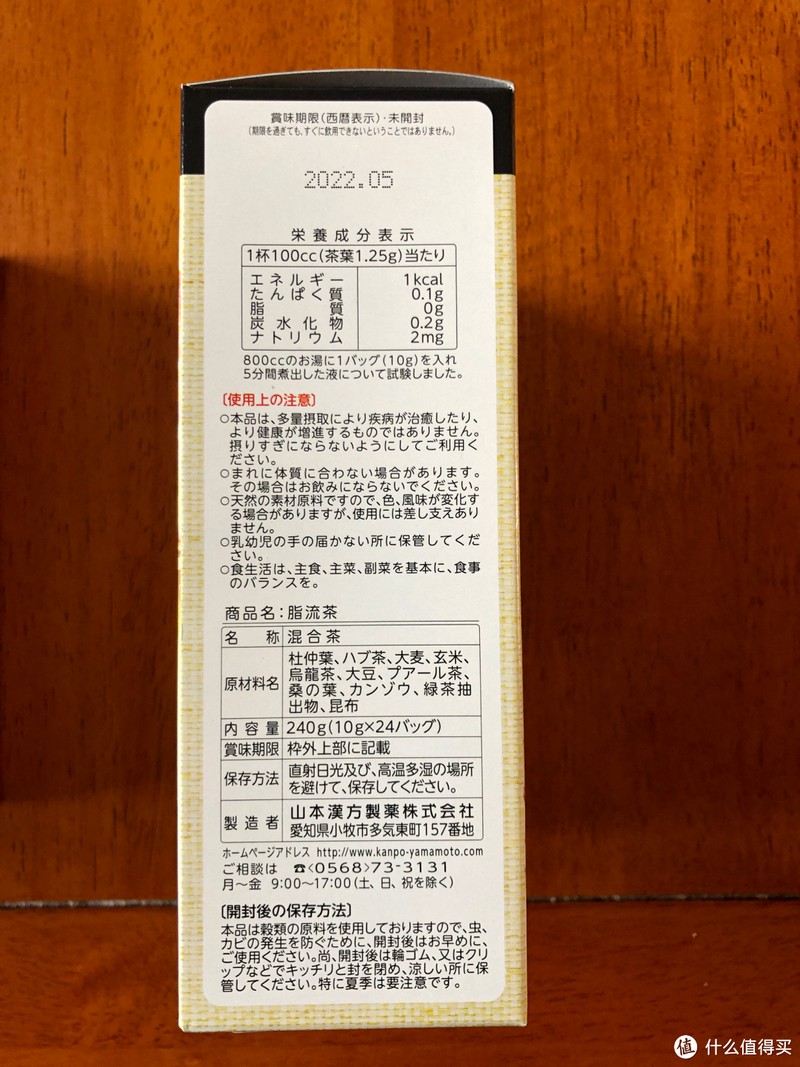 賞味期限(西暦表示)・未開封
(期限を過ぎても、すぐに飲用できないということではありません。)
2022.05
栄養成分表示
1杯100cc(茶葉1.25g)当たり
エネルギー 1kcal
たんぱく質 0.1g
脂質 0g
炭水化物 0.2g
ナトリウム 2mg
800ccのお湯に1バッグ(10g)を入れ
5分間煮出した液について試験しました。
〔使用上の注意〕
○本品は、多量摂取により疾病が治癒したり、
より健康が増進するものではありません。
摂りすぎにならないようにしてご利用く
ださい。
○まれに体質に合わない場合があります。
その場合はお飲みにならないでください。
○天然の素材原料ですので、色、風味が変化す
る場合がありますが、使用には差し支えあり
ません。
○乳幼児の手の届かない所に保管してくだ
さい。
○食生活は、主食、主菜、副菜を基本に、食事
のバランスを。
商品名:脂流茶
名称 混合茶
原材料名 杜仲葉、ハブ茶、大麦、玄米、
烏龍茶、大豆、プアール茶、
桑の葉、カンゾウ、緑茶抽
出物、昆布
内容量 240g(10g×24バッグ)
賞味期限 枠外上部に記載
保存方法 直射日光及び、高温多湿の場所
を避けて、保存してください。
製造者 山本漢方製薬株式会社
愛知県小牧市多気東町157番地
ホームページアドレス http://www.kanpo-yamamoto.com
ご相談は ☎〈0568〉73-3131
月～金 9:00～17:00(土、日、祝を除く)
〔開封後の保存方法〕
本品は穀類の原料を使用しておりますので、虫、
カビの発生を防ぐために、開封後はお早めに、
ご使用ください。尚、開封後は輪ゴム、又はクリ
ップなどでキッチリと封を閉め、涼しい所に保
管してください。特に夏季は要注意です。
值 什么值得买